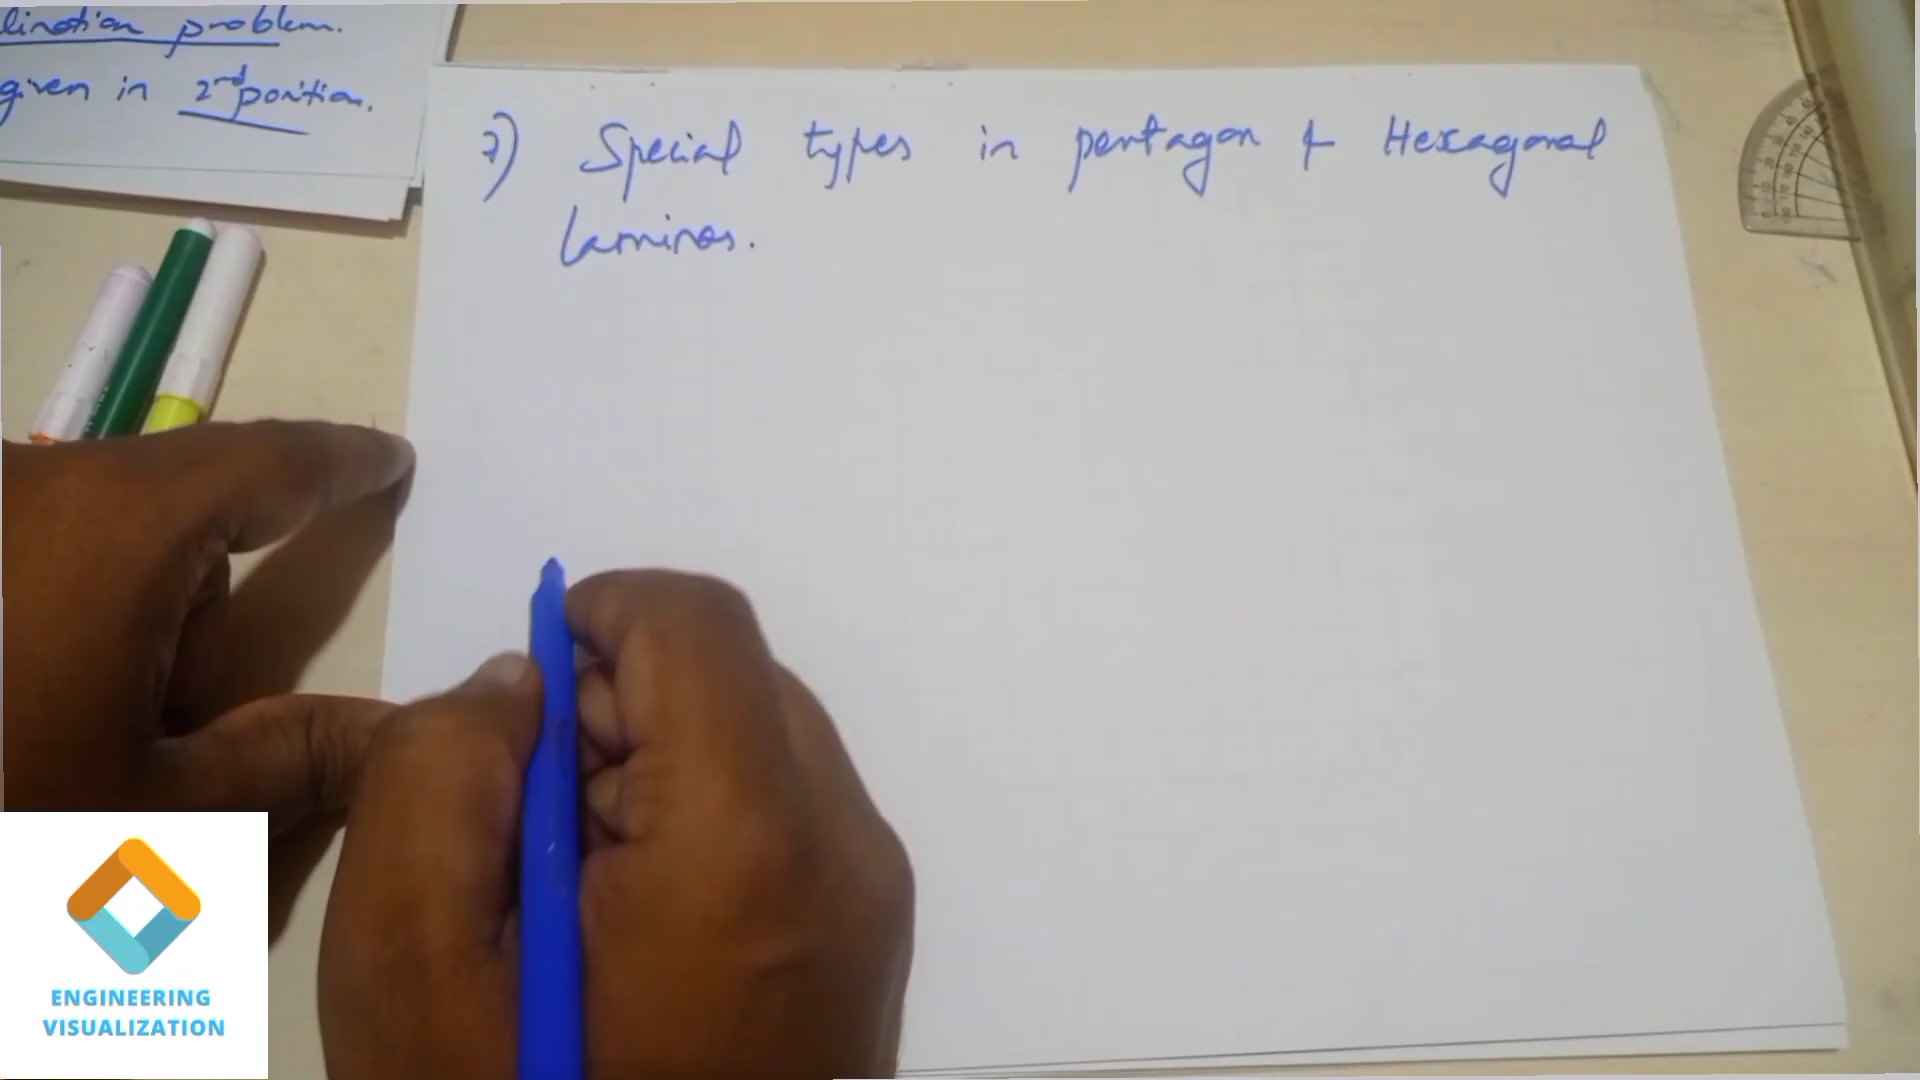 lination problem.
given in 2nd position.
7) Special types in pentagon & Hexagonal
laminas.
ENGINEERING
VISUALIZATION